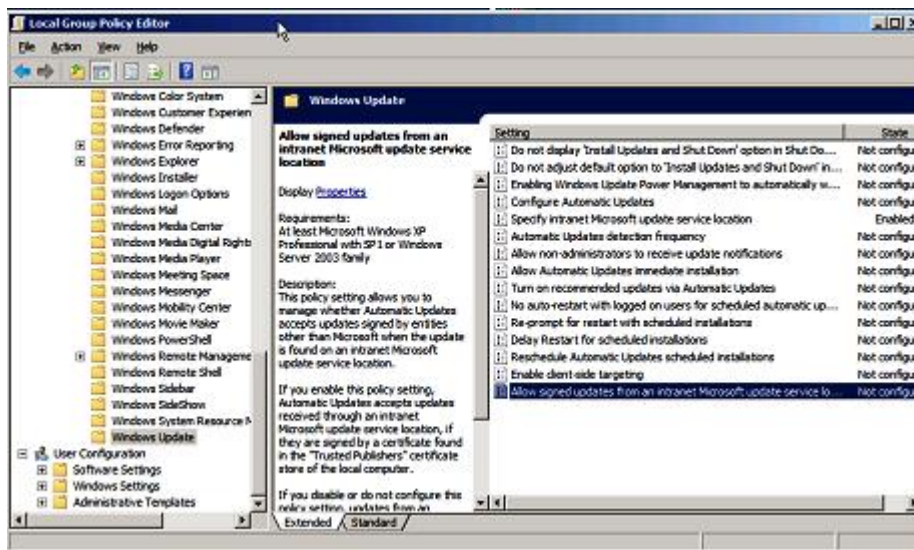 Local Group Policy Editor
File Action View Help
Windows Color System
Windows Customer Experien
Windows Defender
Windows Error Reporting
Windows Explorer
Windows Installer
Windows Logon Options
Windows Mail
Windows Media Center
Windows Media Digital Rights
Windows Media Player
Windows Meeting Space
Windows Messenger
Windows Mobility Center
Windows Movie Maker
Windows PowerShell
Windows Remote Manageme
Windows Remote Shell
Windows Sidebar
Windows SideShow
Windows System Resource M
Windows Update
User Configuration
Software Settings
Windows Settings
Administrative Templates
Windows Update
Allow signed updates from an
intranet Microsoft update service
location
Display Properties
Requirements:
At least Microsoft Windows XP
Professional with SP1 or Windows
Server 2003 family
Description:
This policy setting allows you to
manage whether Automatic Updates
accepts updates signed by entities
other than Microsoft when the update
is found on an intranet Microsoft
update service location.
If you enable this policy setting,
Automatic Updates accepts updates
received through an intranet
Microsoft update service location, if
they are signed by a certificate found
in the "Trusted Publishers" certificate
store of the local computer.
If you disable or do not configure this
policy setting, updates from an
Setting State
Do not display 'Install Updates and Shut Down' option in Shut Do... Not configu
Do not adjust default option to 'Install Updates and Shut Down' in... Not configu
Enabling Windows Update Power Management to automatically w... Not configu
Configure Automatic Updates Not configu
Specify intranet Microsoft update service location Enabled
Automatic Updates detection frequency Not configu
Allow non-administrators to receive update notifications Not configu
Allow Automatic Updates immediate installation Not configu
Turn on recommended updates via Automatic Updates Not configu
No auto-restart with logged on users for scheduled automatic up... Not configu
Re-prompt for restart with scheduled installations Not configu
Delay Restart for scheduled installations Not configu
Reschedule Automatic Updates scheduled installations Not configu
Enable client-side targeting Not configu
Allow signed updates from an intranet Microsoft update service lo... Not configu
Extended Standard